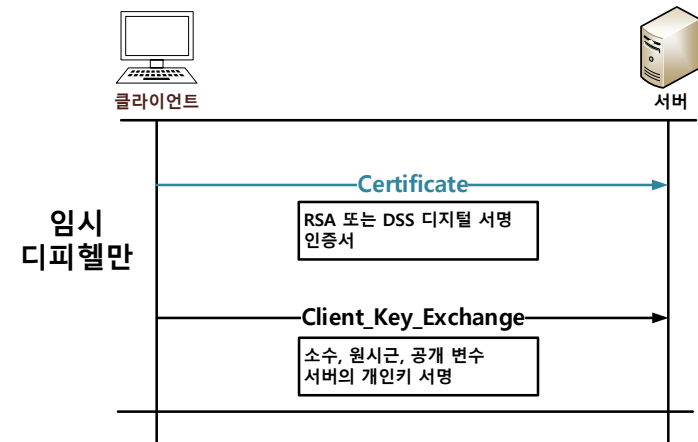 클라이언트
서버
Certificate
RSA 또는 DSS 디지털 서명
인증서
임시
디피헬만
Client_Key_Exchange
소수, 원시근, 공개 변수
서버의 개인키 서명